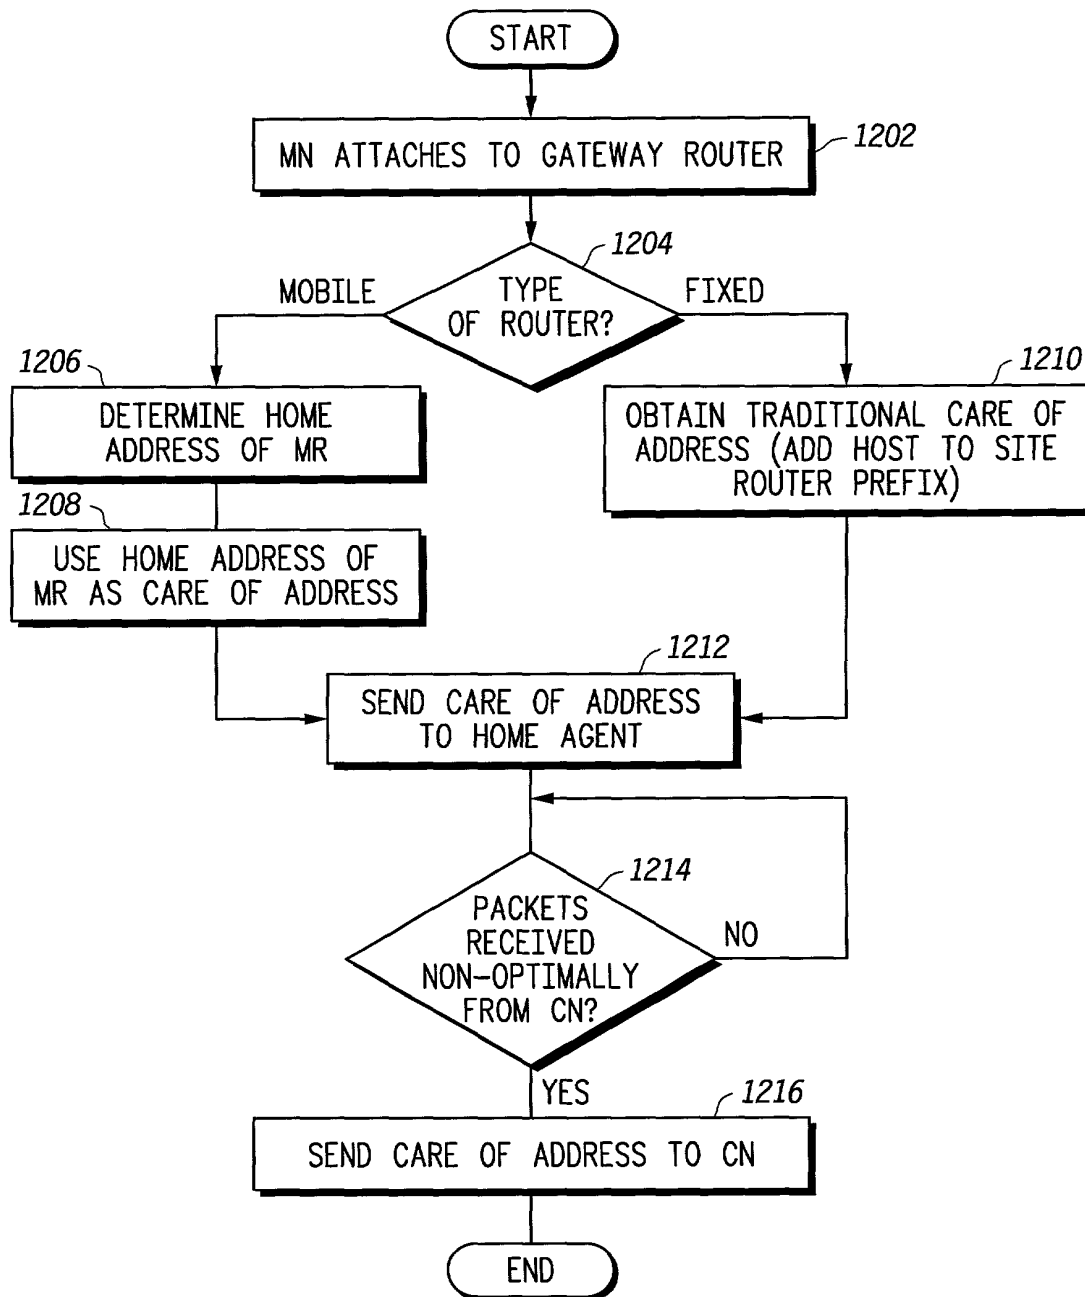 START
MN ATTACHES TO GATEWAY ROUTER
1202
1204
TYPE
OF ROUTER?
MOBILE
FIXED
1206
DETERMINE HOME
ADDRESS OF MR
1208
USE HOME ADDRESS OF
MR AS CARE OF ADDRESS
1210
OBTAIN TRADITIONAL CARE OF
ADDRESS (ADD HOST TO SITE
ROUTER PREFIX)
1212
SEND CARE OF ADDRESS
TO HOME AGENT
1214
PACKETS
RECEIVED
NON-OPTIMALLY
FROM CN?
NO
YES
1216
SEND CARE OF ADDRESS TO CN
END